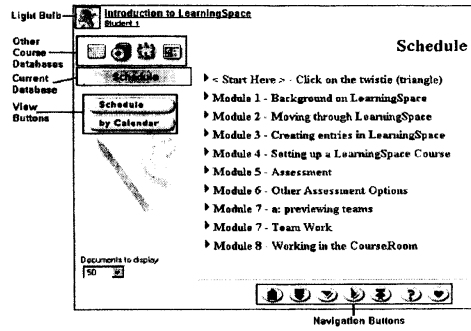 Light Bulb
Introduction to LearningSpace
Student 1
Other
Course
Databases
Current
Database
View
Buttons
Schedule
Schedule
by Calendar
Schedule
< Start Here > - Click on the twistie (triangle)
Module 1 - Background on LearningSpace
Module 2 - Moving through LearningSpace
Module 3 - Creating entries in LearningSpace
Module 4 - Setting up a LearningSpace Course
Module 5 - Assessment
Module 6 - Other Assessment Options
Module 7 - a: previewing teams
Module 7 - Team Work
Module 8 - Working in the CourseRoom
Documents to display
50
?
Navigation Buttons